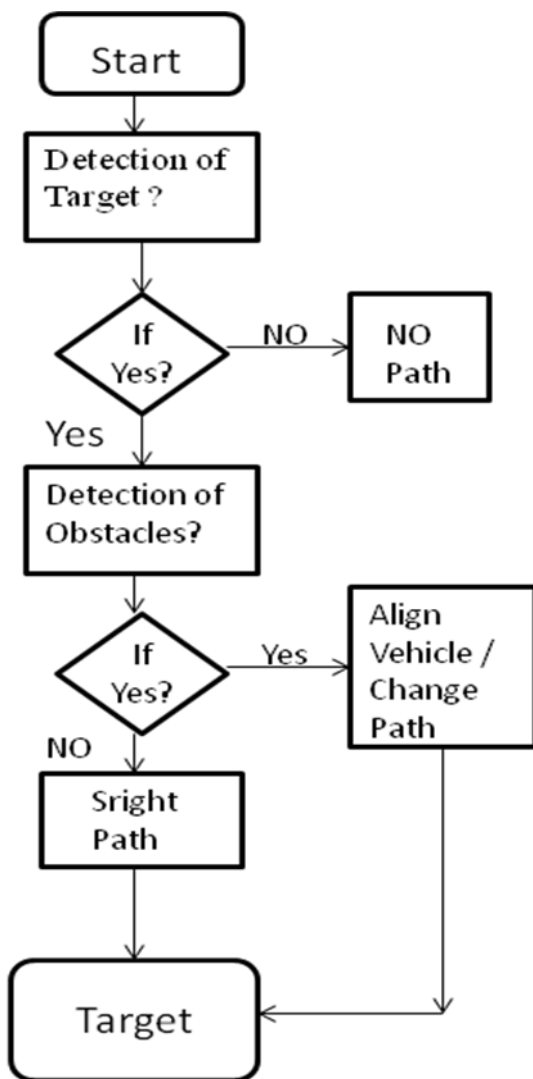 Start
Detection of
Target ?
If
Yes?
NO
NO
Path
Yes
Detection of
Obstacles?
If
Yes?
Yes
Align
Vehicle /
Change
Path
NO
Sright
Path
Target